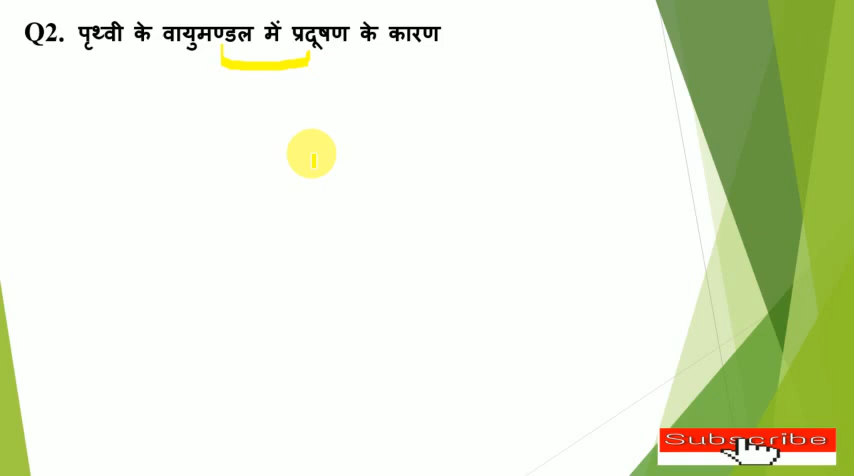 Q2. पृथ्वी के वायुमण्डल में प्रदूषण के कारण
Subscribe